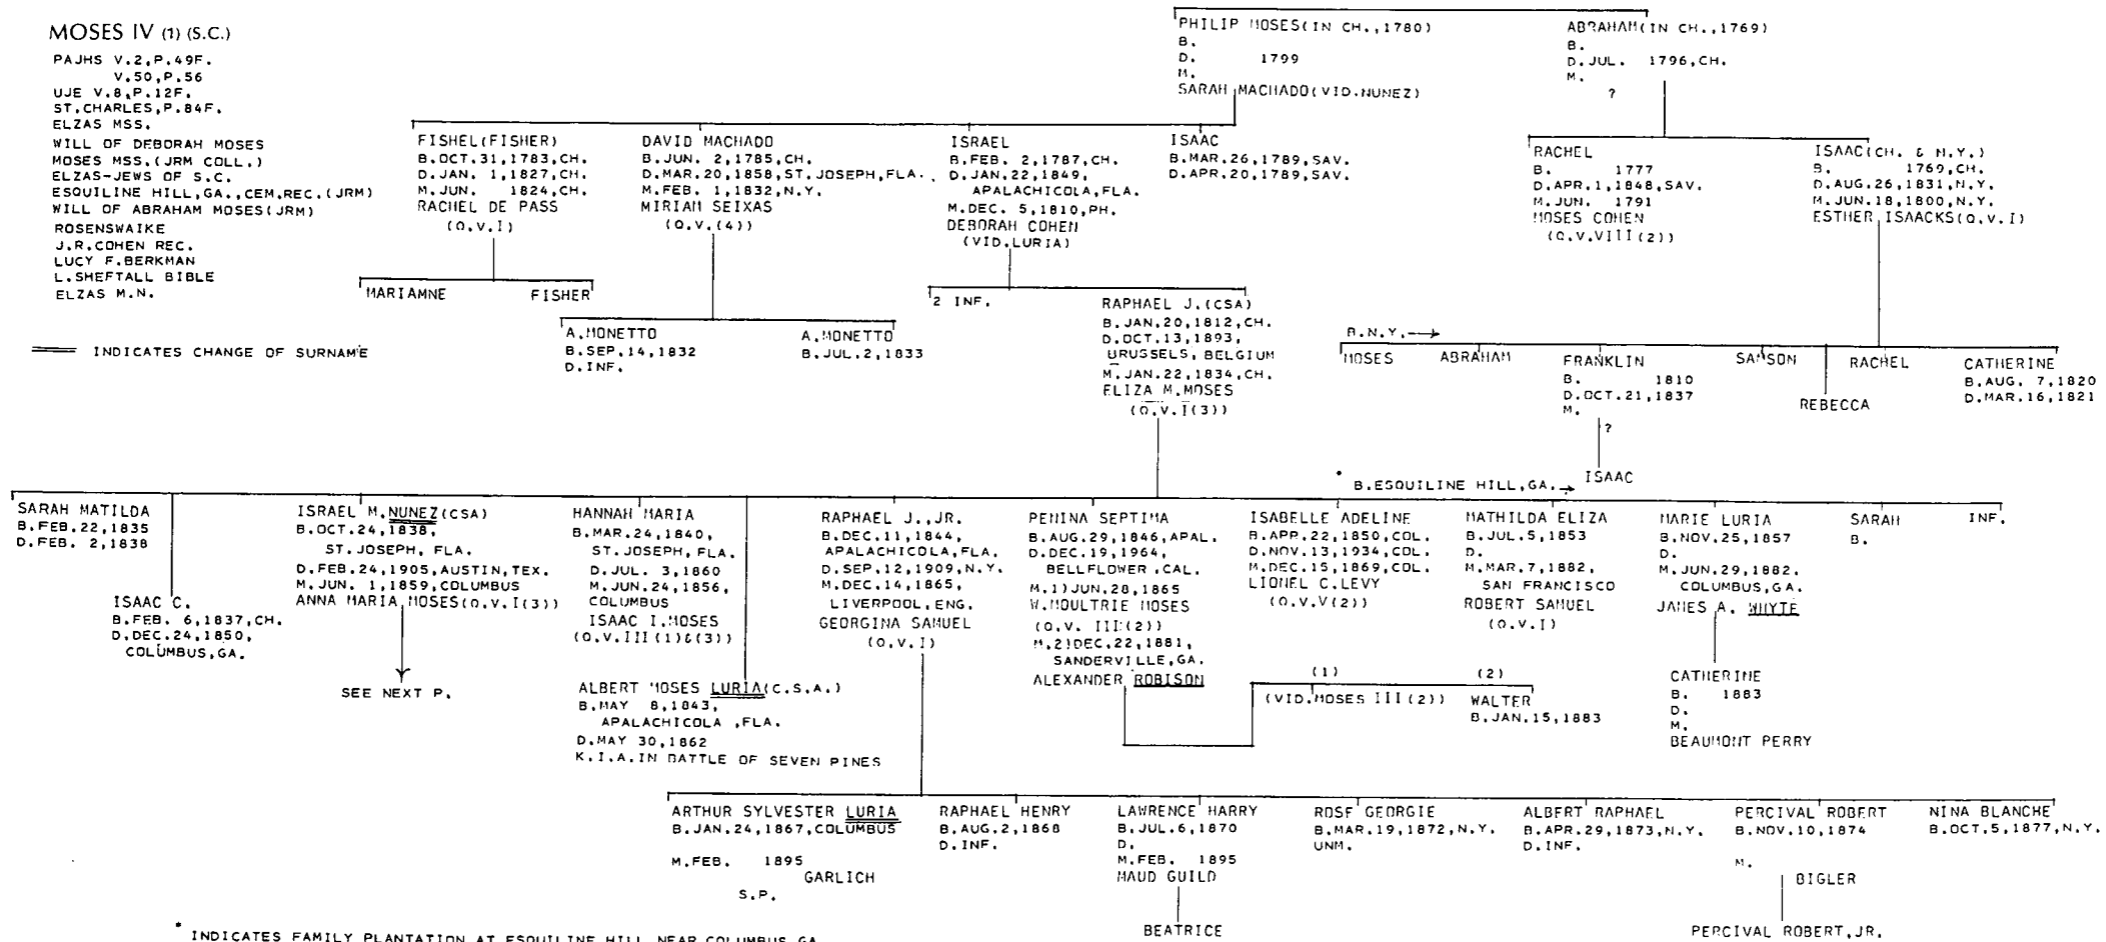 MOSES IV (1) (S.C.)
PAJHS V.2,P.49F.
V.50,P.56
UJE V.8,P.12F.
ST.CHARLES,P.84F.
ELZAS MSS.
WILL OF DEBORAH MOSES
MOSES MSS.(JRM COLL.)
ELZAS-JEWS OF S.C.
ESQUILINE HILL,GA.,CEM,REC.(JRM)
WILL OF ABRAHAM MOSES(JRM)
ROSENSWAIKE
J.R.COHEN REC.
LUCY F.BERKMAN
L.SHEFTALL BIBLE
ELZAS M.N.
INDICATES CHANGE OF SURNAME
PHILIP MOSES(IN CH.,1780)
B.
D. 1799
M.
SARAH MACHADO(VID.NUNEZ)
ABRAHAM(IN CH.,1769)
B.
D.JUL. 1796,CH.
M.
?
FISHEL(FISHER)
B.OCT.31,1783,CH.
D.JAN. 1,1827,CH.
M.JUN. 1824,CH.
RACHEL DE PASS
(Q.V.I)
DAVID MACHADO
B.JUN. 2,1785,CH.
D.MAR.20,1858,ST.JOSEPH,FLA.
M.FEB. 1,1832,N.Y.
MIRIAM SEIXAS
(Q.V.(4))
ISRAEL
B.FEB. 2,1787,CH.
D.JAN.22,1849,
APALACHICOLA,FLA.
M.DEC. 5,1810,PH.
DEBORAH COHEN
(VID.LURIA)
ISAAC
B.MAR.26,1789,SAV.
D.APR.20,1789,SAV.
RACHEL
B. 1777
D.APR.1,1848,SAV.
M.JUN. 1791
MOSES COHEN
(Q.V.VIII(2))
ISAAC(CH. & N.Y.)
B. 1769,CH.
D.AUG.26,1831,N.Y.
M.JUN.18,1800,N.Y.
ESTHER ISAACKS(Q.V.I)
MARIAMNE
FISHER
A.MONETTO
B.SEP.14,1832
D.INF.
A.MONETTO
B.JUL.2,1833
2 INF.
RAPHAEL J.(CSA)
B.JAN.20,1812,CH.
D.OCT.13,1893,
URUSSELS, BELGIUM
M.JAN.22,1834,CH.
ELIZA M.MOSES
(Q.V.I(3))
B.N.Y.
MOSES
ABRAHAM
FRANKLIN
B. 1810
D.OCT.21,1837
M.
?
SAMSON
REBECCA
RACHEL
CATHERINE
B.AUG. 7,1820
D.MAR.16,1821
ISAAC
* B.ESQUILINE HILL,GA.
SARAH MATILDA
B.FEB.22,1835
D.FEB. 2,1838
ISAAC C.
B.FEB. 6,1837,CH.
D.DEC.24,1850,
COLUMBUS,GA.
ISRAEL M.NUNEZ(CSA)
B.OCT.24,1838,
ST.JOSEPH, FLA.
D.FEB.24,1905,AUSTIN,TEX.
M.JUN. 1,1859,COLUMBUS
ANNA MARIA MOSES(Q.V.I(3))
SEE NEXT P.
HANNAH MARIA
B.MAR.24,1840,
ST.JOSEPH, FLA.
D.JUL. 3,1860
M.JUN.24,1856,
COLUMBUS
ISAAC I.MOSES
(Q.V.III(1)&(3))
ALBERT MOSES LURIA(C.S.A.)
B.MAY 8,1843,
APALACHICOLA ,FLA.
D.MAY 30,1862
K.I.A.IN BATTLE OF SEVEN PINES
RAPHAEL J.,JR.
B.DEC.11,1844,
APALACHICOLA,FLA.
D.SEP.12,1909,N.Y.
M.DEC.14,1865,
LIVERPOOL,ENG.
GEORGINA SAMUEL
(Q.V.I)
PENINA SEPTIMA
B.AUG.29,1846,APAL.
D.DEC.19,1964,
BELLFLOWER,CAL.
M.1)JUN.28,1865
W.MOULTRIE MOSES
(Q.V. III(2))
M.2)DEC.22,1881,
SANDERVILLE,GA.
ALEXANDER ROBISON
ISABELLE ADELINE
B.APR.22,1850,COL.
D.NOV.13,1934,COL.
M.DEC.15,1869,COL.
LIONEL C.LEVY
(Q.V.V(2))
MATHILDA ELIZA
B.JUL.5,1853
D.
M.MAR.7,1882,
SAN FRANCISCO
ROBERT SAMUEL
(Q.V.I)
MARIE LURIA
B.NOV.25,1857
D.
M.JUN.29,1882,
COLUMBUS,GA.
JAMES A. WHYTE
SARAH
B.
INF.
(1)
(VID.MOSES III(2))
(2)
WALTER
B.JAN.15,1883
CATHERINE
B. 1883
D.
M.
BEAUMONT PERRY
ARTHUR SYLVESTER LURIA
B.JAN.24,1867,COLUMBUS
M.FEB. 1895
GARLICH
S.P.
RAPHAEL HENRY
B.AUG.2,1868
D.INF.
LAWRENCE HARRY
B.JUL.6,1870
D.
M.FEB. 1895
MAUD GUILD
BEATRICE
ROSE GEORGIE
B.MAR.19,1872,N.Y.
UNM.
ALBERT RAPHAEL
B.APR.29,1873,N.Y.
D.INF.
PERCIVAL ROBERT
B.NOV.10,1874
M.
BIGLER
PERCIVAL ROBERT,JR.
NINA BLANCHE
B.OCT.5,1877,N.Y.
* INDICATES FAMILY PLANTATION AT ESQUILINE HILL NEAR COLUMBUS,GA.